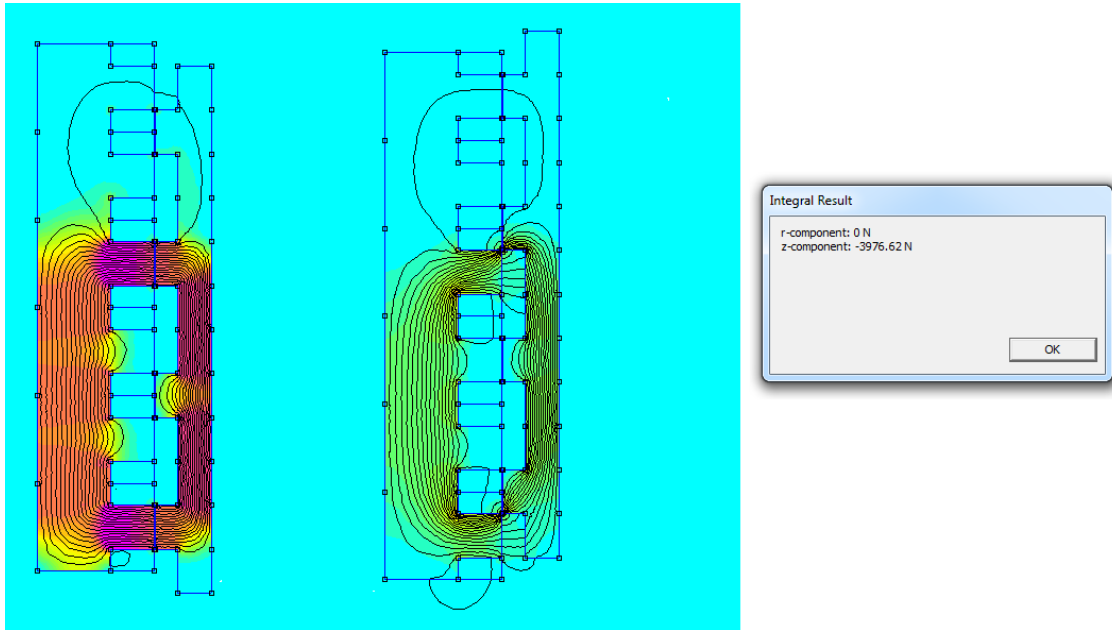 Integral Result
r-component: 0 N
z-component: -3976.62 N
OK